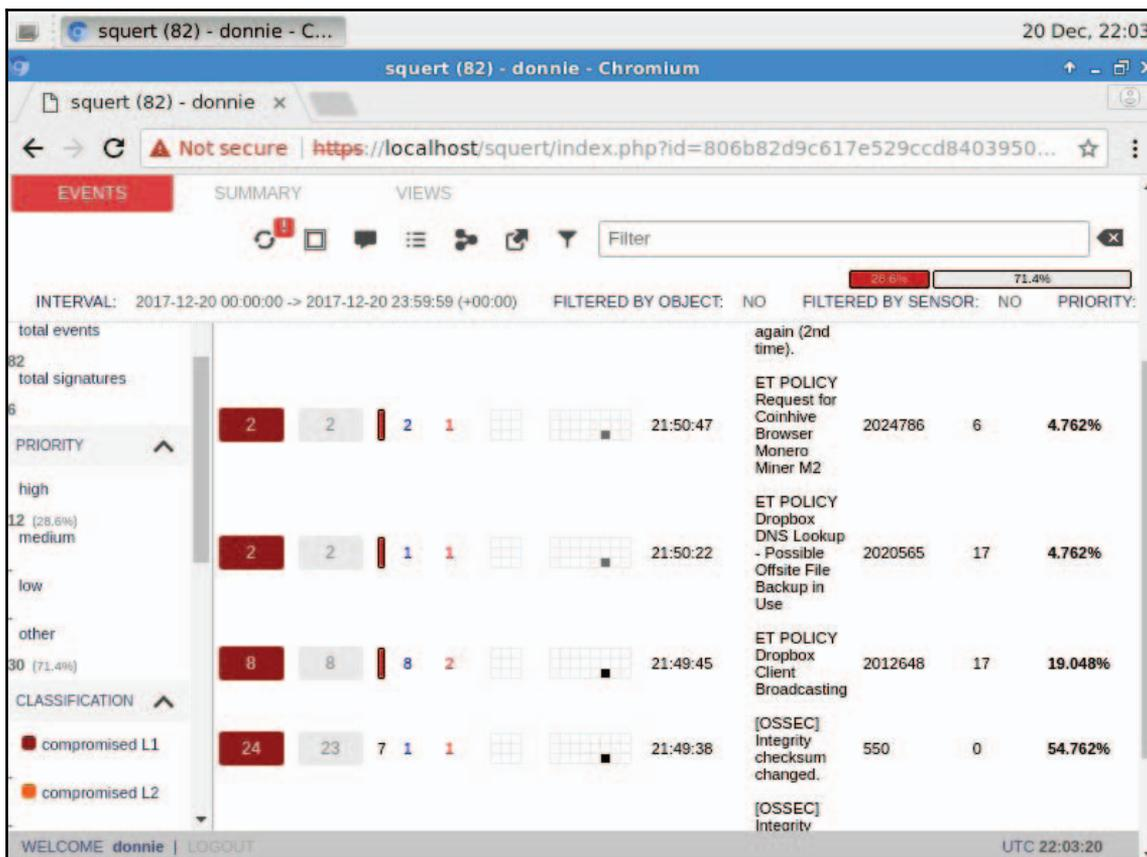 squert (82) - donnie - C...
20 Dec, 22:03
squert (82) - donnie - Chromium
squert (82) - donnie ×
Not secure | https://localhost/squert/index.php?id=806b82d9c617e529ccd8403950...
EVENTS SUMMARY VIEWS
Filter
28.6% 71.4%
INTERVAL: 2017-12-20 00:00:00 -> 2017-12-20 23:59:59 (+00:00) FILTERED BY OBJECT: NO FILTERED BY SENSOR: NO PRIORITY:
total events
82
total signatures
6
PRIORITY
high
12 (28.6%)
medium
-
low
-
other
30 (71.4%)
CLASSIFICATION
compromised L1
-
compromised L2
-
again (2nd
time).
2 2 2 1 21:50:47
ET POLICY
Request for
Coinhive
Browser
Monero
Miner M2
2024786 6 4.762%
2 2 1 1 21:50:22
ET POLICY
Dropbox
DNS Lookup
- Possible
Offsite File
Backup in
Use
2020565 17 4.762%
8 8 8 2 21:49:45
ET POLICY
Dropbox
Client
Broadcasting
2012648 17 19.048%
24 23 7 1 1 21:49:38
[OSSEC]
Integrity
checksum
changed.
550 0 54.762%
[OSSEC]
Integrity
WELCOME donnie | LOGOUT
UTC 22:03:20